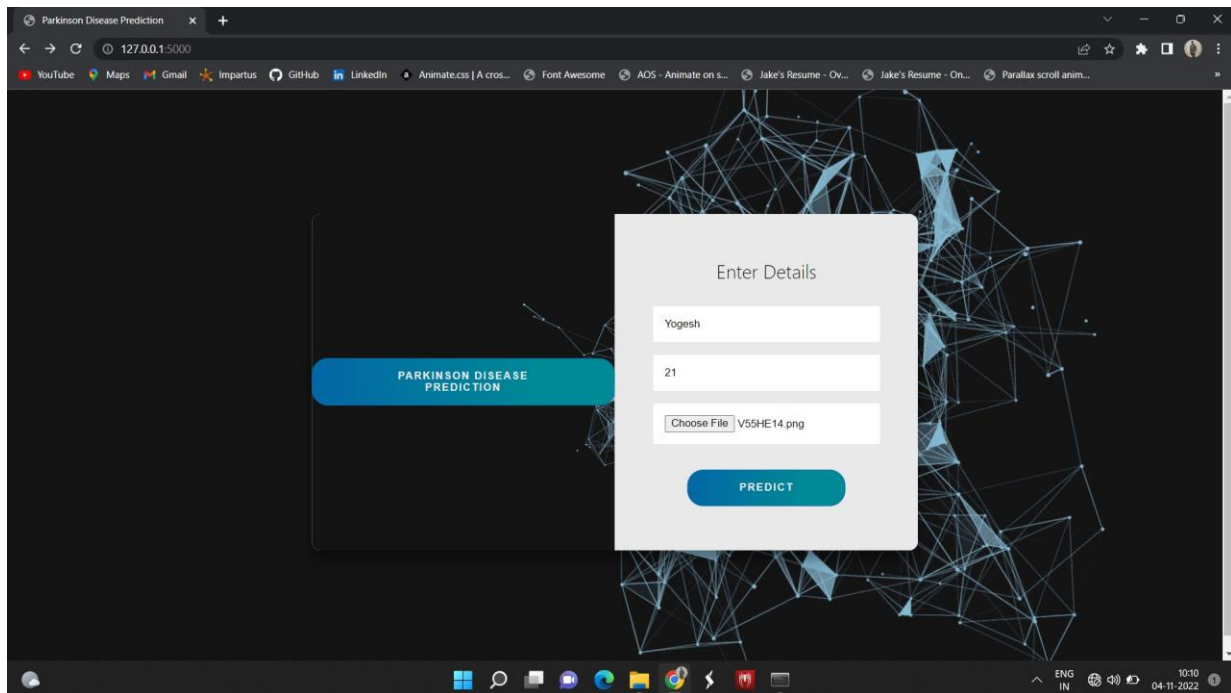 Parkinson Disease Prediction
127.0.0.1:5000
YouTube Maps Gmail Impartus GitHub LinkedIn Animate.css | A cros... Font Awesome AOS - Animate on s... Jake's Resume - Ov... Jake's Resume - On... Parallax scroll anim...
Enter Details
Yogesh
21
Choose File V55HE14.png
PREDICT
PARKINSON DISEASE
PREDICTION
ENG
IN
10:10
04-11-2022